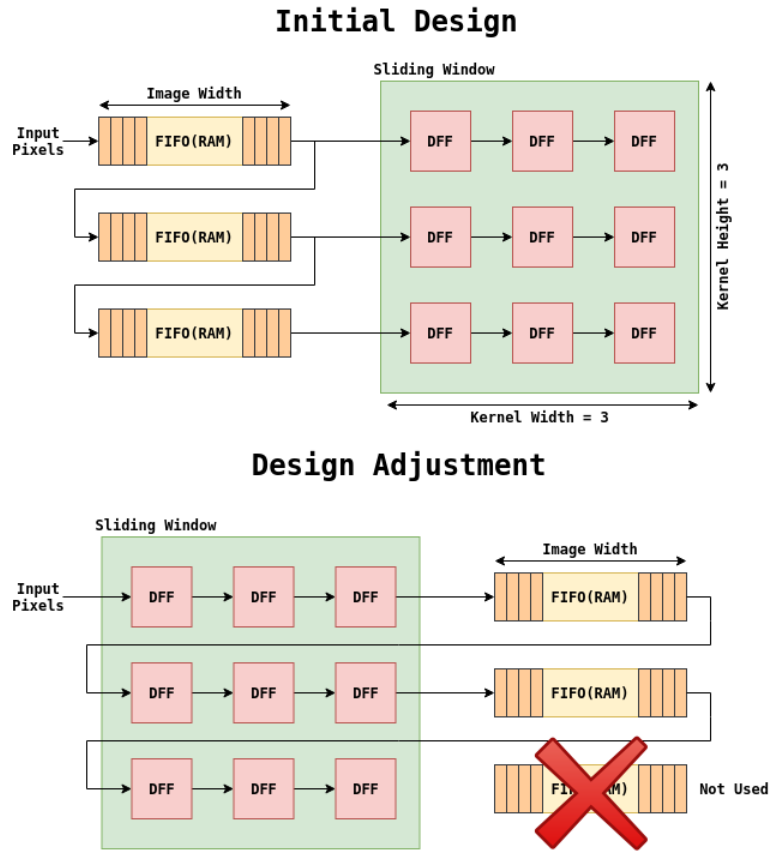 Initial Design
Sliding Window
Image Width
Input
Pixels
FIFO(RAM)
DFF DFF DFF
FIFO(RAM)
DFF DFF DFF
Kernel Height = 3
FIFO(RAM)
DFF DFF DFF
Kernel Width = 3
Design Adjustment
Sliding Window
Image Width
Input
Pixels
DFF DFF DFF
FIFO(RAM)
DFF DFF DFF
FIFO(RAM)
DFF DFF DFF
Not Used